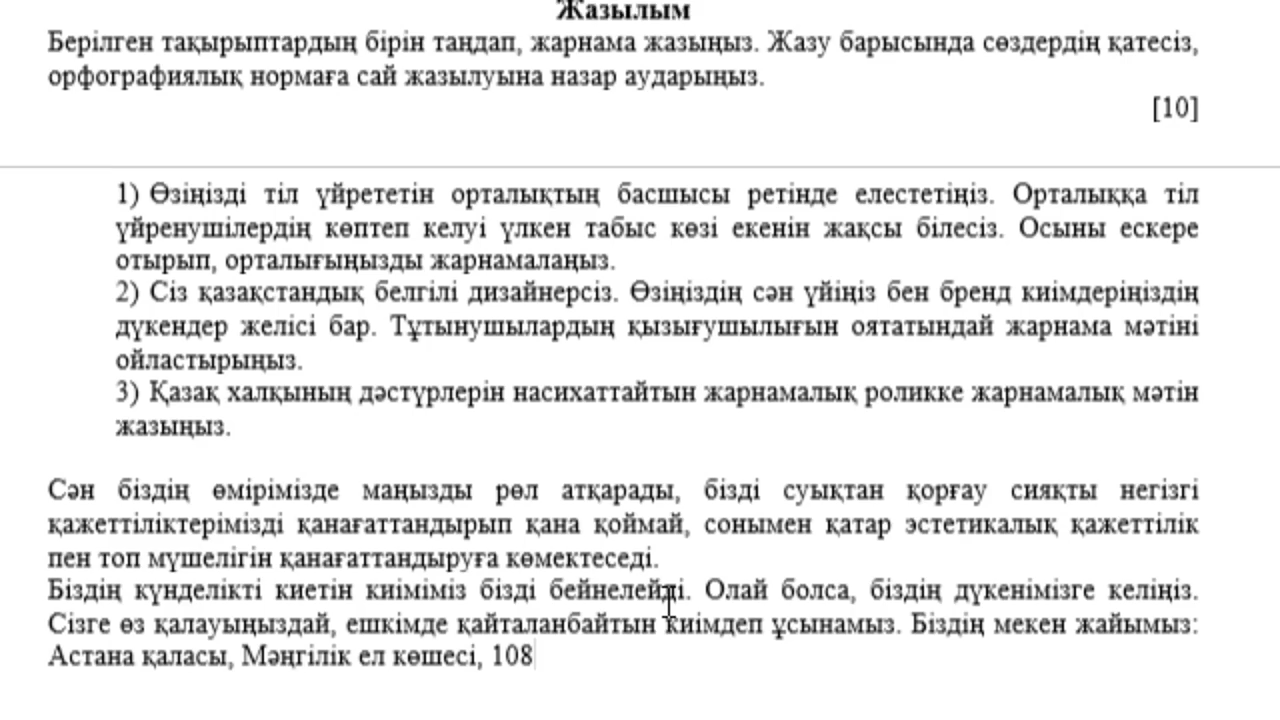 Жазылым
Берілген тақырыптардың бірін таңдап, жарнама жазыңыз. Жазу барысында сөздердің қатесіз,
орфографиялық нормаға сай жазылуына назар аударыңыз.
[10]
1) Өзіңізді тіл үйрететін орталықтың басшысы ретінде елестетіңіз. Орталыққа тіл
үйренушілердің көптеп келуі үлкен табыс көзі екенін жақсы білесіз. Осыны ескере
отырып, орталығыңызды жарнамалаңыз.
2) Сіз қазақстандық белгілі дизайнерсіз. Өзіңіздің сән үйіңіз бен бренд киімдеріңіздің
дүкендер желісі бар. Тұтынушылардың қызығушылығын оятатындай жарнама мәтіні
ойластырыңыз.
3) Қазақ халқының дәстүрлерін насихаттайтын жарнамалық роликке жарнамалық мәтін
жазыңыз.
Сән біздің өмірімізде маңызды рөл атқарады, бізді суықтан қорғау сияқты негізгі
қажеттіліктерімізді қанағаттандырып қана қоймай, сонымен қатар эстетикалық қажеттілік
пен топ мүшелігін қанағаттандыруға көмектеседі.
Біздің күнделікті киетін киіміміз бізді бейнелейді. Олай болса, біздің дүкенімізге келіңіз.
Сізге өз қалауыңыздай, ешкімде қайталанбайтын киімдеп ұсынамыз. Біздің мекен жайымыз:
Астана қаласы, Мәңгілік ел көшесі, 108